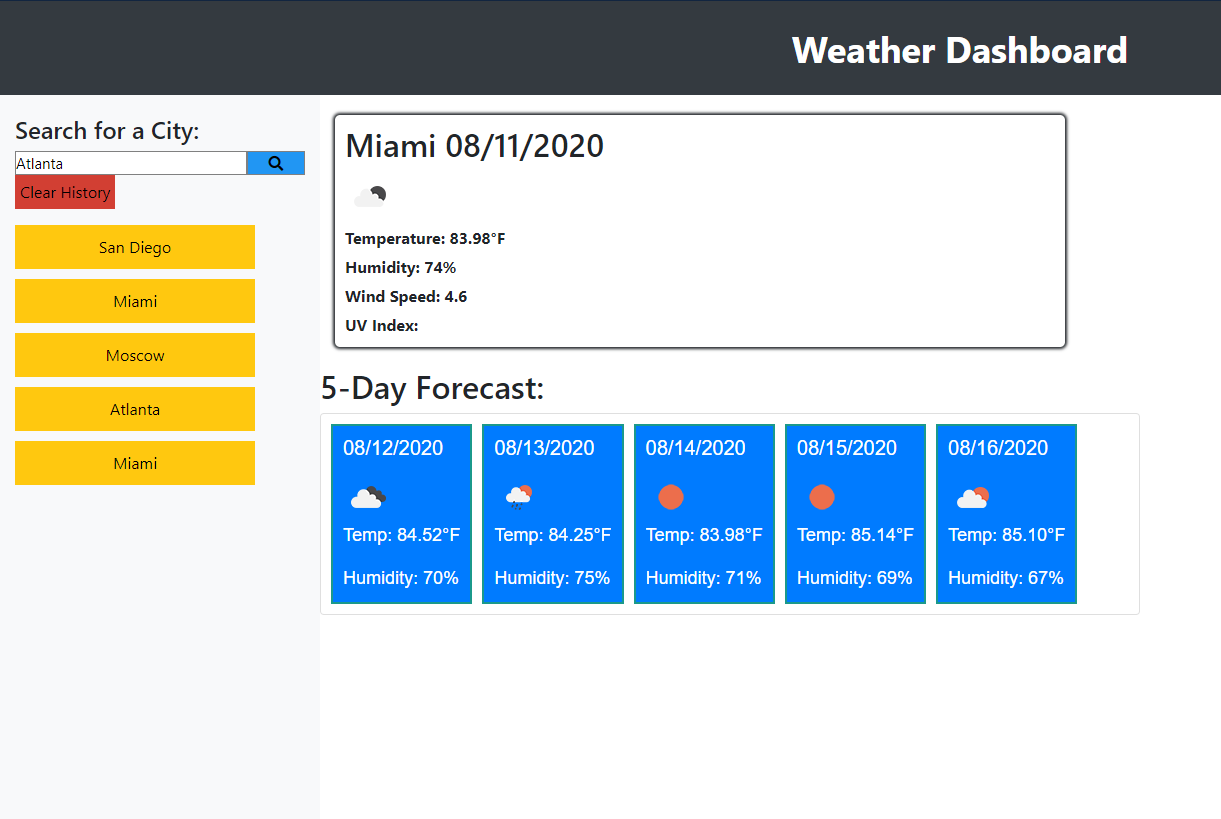 Weather Dashboard
Search for a City:
Atlanta
Clear History
San Diego
Miami
Moscow
Atlanta
Miami
Miami 08/11/2020
Temperature: 83.98°F
Humidity: 74%
Wind Speed: 4.6
UV Index:
5-Day Forecast:
08/12/2020
Temp: 84.52°F
Humidity: 70%
08/13/2020
Temp: 84.25°F
Humidity: 75%
08/14/2020
Temp: 83.98°F
Humidity: 71%
08/15/2020
Temp: 85.14°F
Humidity: 69%
08/16/2020
Temp: 85.10°F
Humidity: 67%